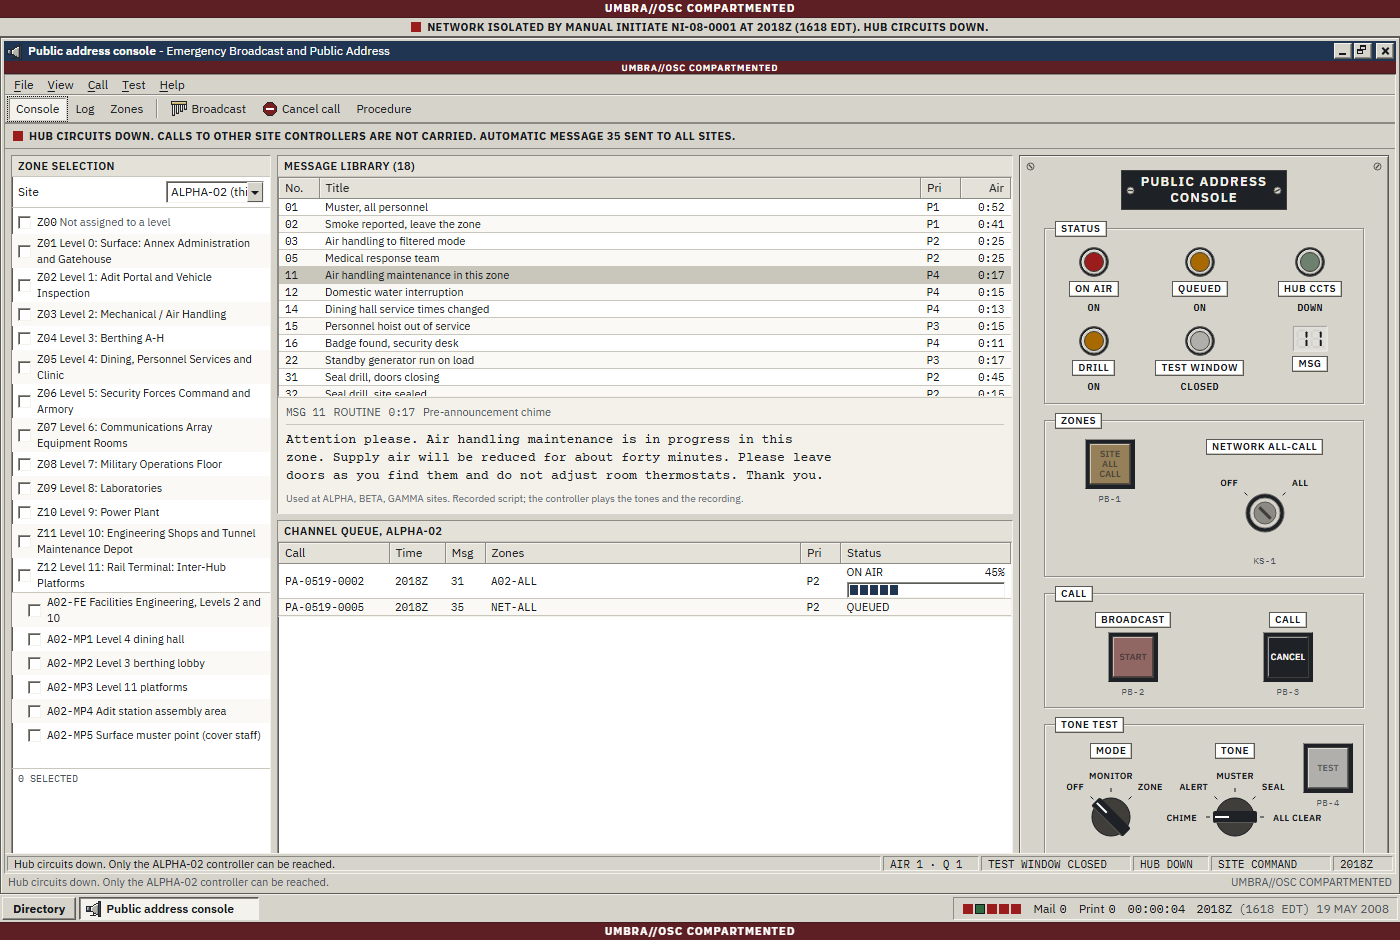 UMBRA//OSC COMPARTMENTED
NETWORK ISOLATED BY MANUAL INITIATE NI-08-0001 AT 2018Z (1618 EDT). HUB CIRCUITS DOWN.
Public address console - Emergency Broadcast and Public Address
UMBRA//OSC COMPARTMENTED
File View Call Test Help
Console Log Zones Broadcast Cancel call Procedure
HUB CIRCUITS DOWN. CALLS TO OTHER SITE CONTROLLERS ARE NOT CARRIED. AUTOMATIC MESSAGE 35 SENT TO ALL SITES.
ZONE SELECTION
Site ALPHA-02 (thi
Z00 Not assigned to a level
Z01 Level 0: Surface: Annex Administration
and Gatehouse
Z02 Level 1: Adit Portal and Vehicle
Inspection
Z03 Level 2: Mechanical / Air Handling
Z04 Level 3: Berthing A-H
Z05 Level 4: Dining, Personnel Services and
Clinic
Z06 Level 5: Security Forces Command and
Armory
Z07 Level 6: Communications Array
Equipment Rooms
Z08 Level 7: Military Operations Floor
Z09 Level 8: Laboratories
Z10 Level 9: Power Plant
Z11 Level 10: Engineering Shops and Tunnel
Maintenance Depot
Z12 Level 11: Rail Terminal: Inter-Hub
Platforms
A02-FE Facilities Engineering, Levels 2 and
10
A02-MP1 Level 4 dining hall
A02-MP2 Level 3 berthing lobby
A02-MP3 Level 11 platforms
A02-MP4 Adit station assembly area
A02-MP5 Surface muster point (cover staff)
0 SELECTED
MESSAGE LIBRARY (18)
No. Title Pri Air
01 Muster, all personnel P1 0:52
02 Smoke reported, leave the zone P1 0:41
03 Air handling to filtered mode P2 0:25
05 Medical response team P2 0:25
11 Air handling maintenance in this zone P4 0:17
12 Domestic water interruption P4 0:15
14 Dining hall service times changed P4 0:13
15 Personnel hoist out of service P3 0:15
16 Badge found, security desk P4 0:11
22 Standby generator run on load P3 0:17
31 Seal drill, doors closing P2 0:45
32 Seal drill, site sealed P2 0:15
MSG 11 ROUTINE 0:17 Pre-announcement chime
Attention please. Air handling maintenance is in progress in this
zone. Supply air will be reduced for about forty minutes. Please leave
doors as you find them and do not adjust room thermostats. Thank you.
Used at ALPHA, BETA, GAMMA sites. Recorded script; the controller plays the tones and the recording.
CHANNEL QUEUE, ALPHA-02
Call Time Msg Zones Pri Status
PA-0519-0002 2018Z 31 A02-ALL P2 ON AIR 45%
PA-0519-0005 2018Z 35 NET-ALL P2 QUEUED
PUBLIC ADDRESS
CONSOLE
STATUS
ON AIR QUEUED HUB CCTS
ON ON DOWN
11
DRILL TEST WINDOW MSG
ON CLOSED
ZONES
SITE
ALL
CALL
PB-1
NETWORK ALL-CALL
OFF ALL
KS-1
CALL
BROADCAST CALL
START CANCEL
PB-2 PB-3
TONE TEST
MODE TONE
MONITOR MUSTER TEST
OFF ZONE ALERT SEAL
PB-4
CHIME ALL CLEAR
Hub circuits down. Only the ALPHA-02 controller can be reached. AIR 1 · Q 1 TEST WINDOW CLOSED HUB DOWN SITE COMMAND 2018Z
Hub circuits down. Only the ALPHA-02 controller can be reached. UMBRA//OSC COMPARTMENTED
Directory Public address console Mail 0 Print 0 00:00:04 2018Z (1618 EDT) 19 MAY 2008
UMBRA//OSC COMPARTMENTED